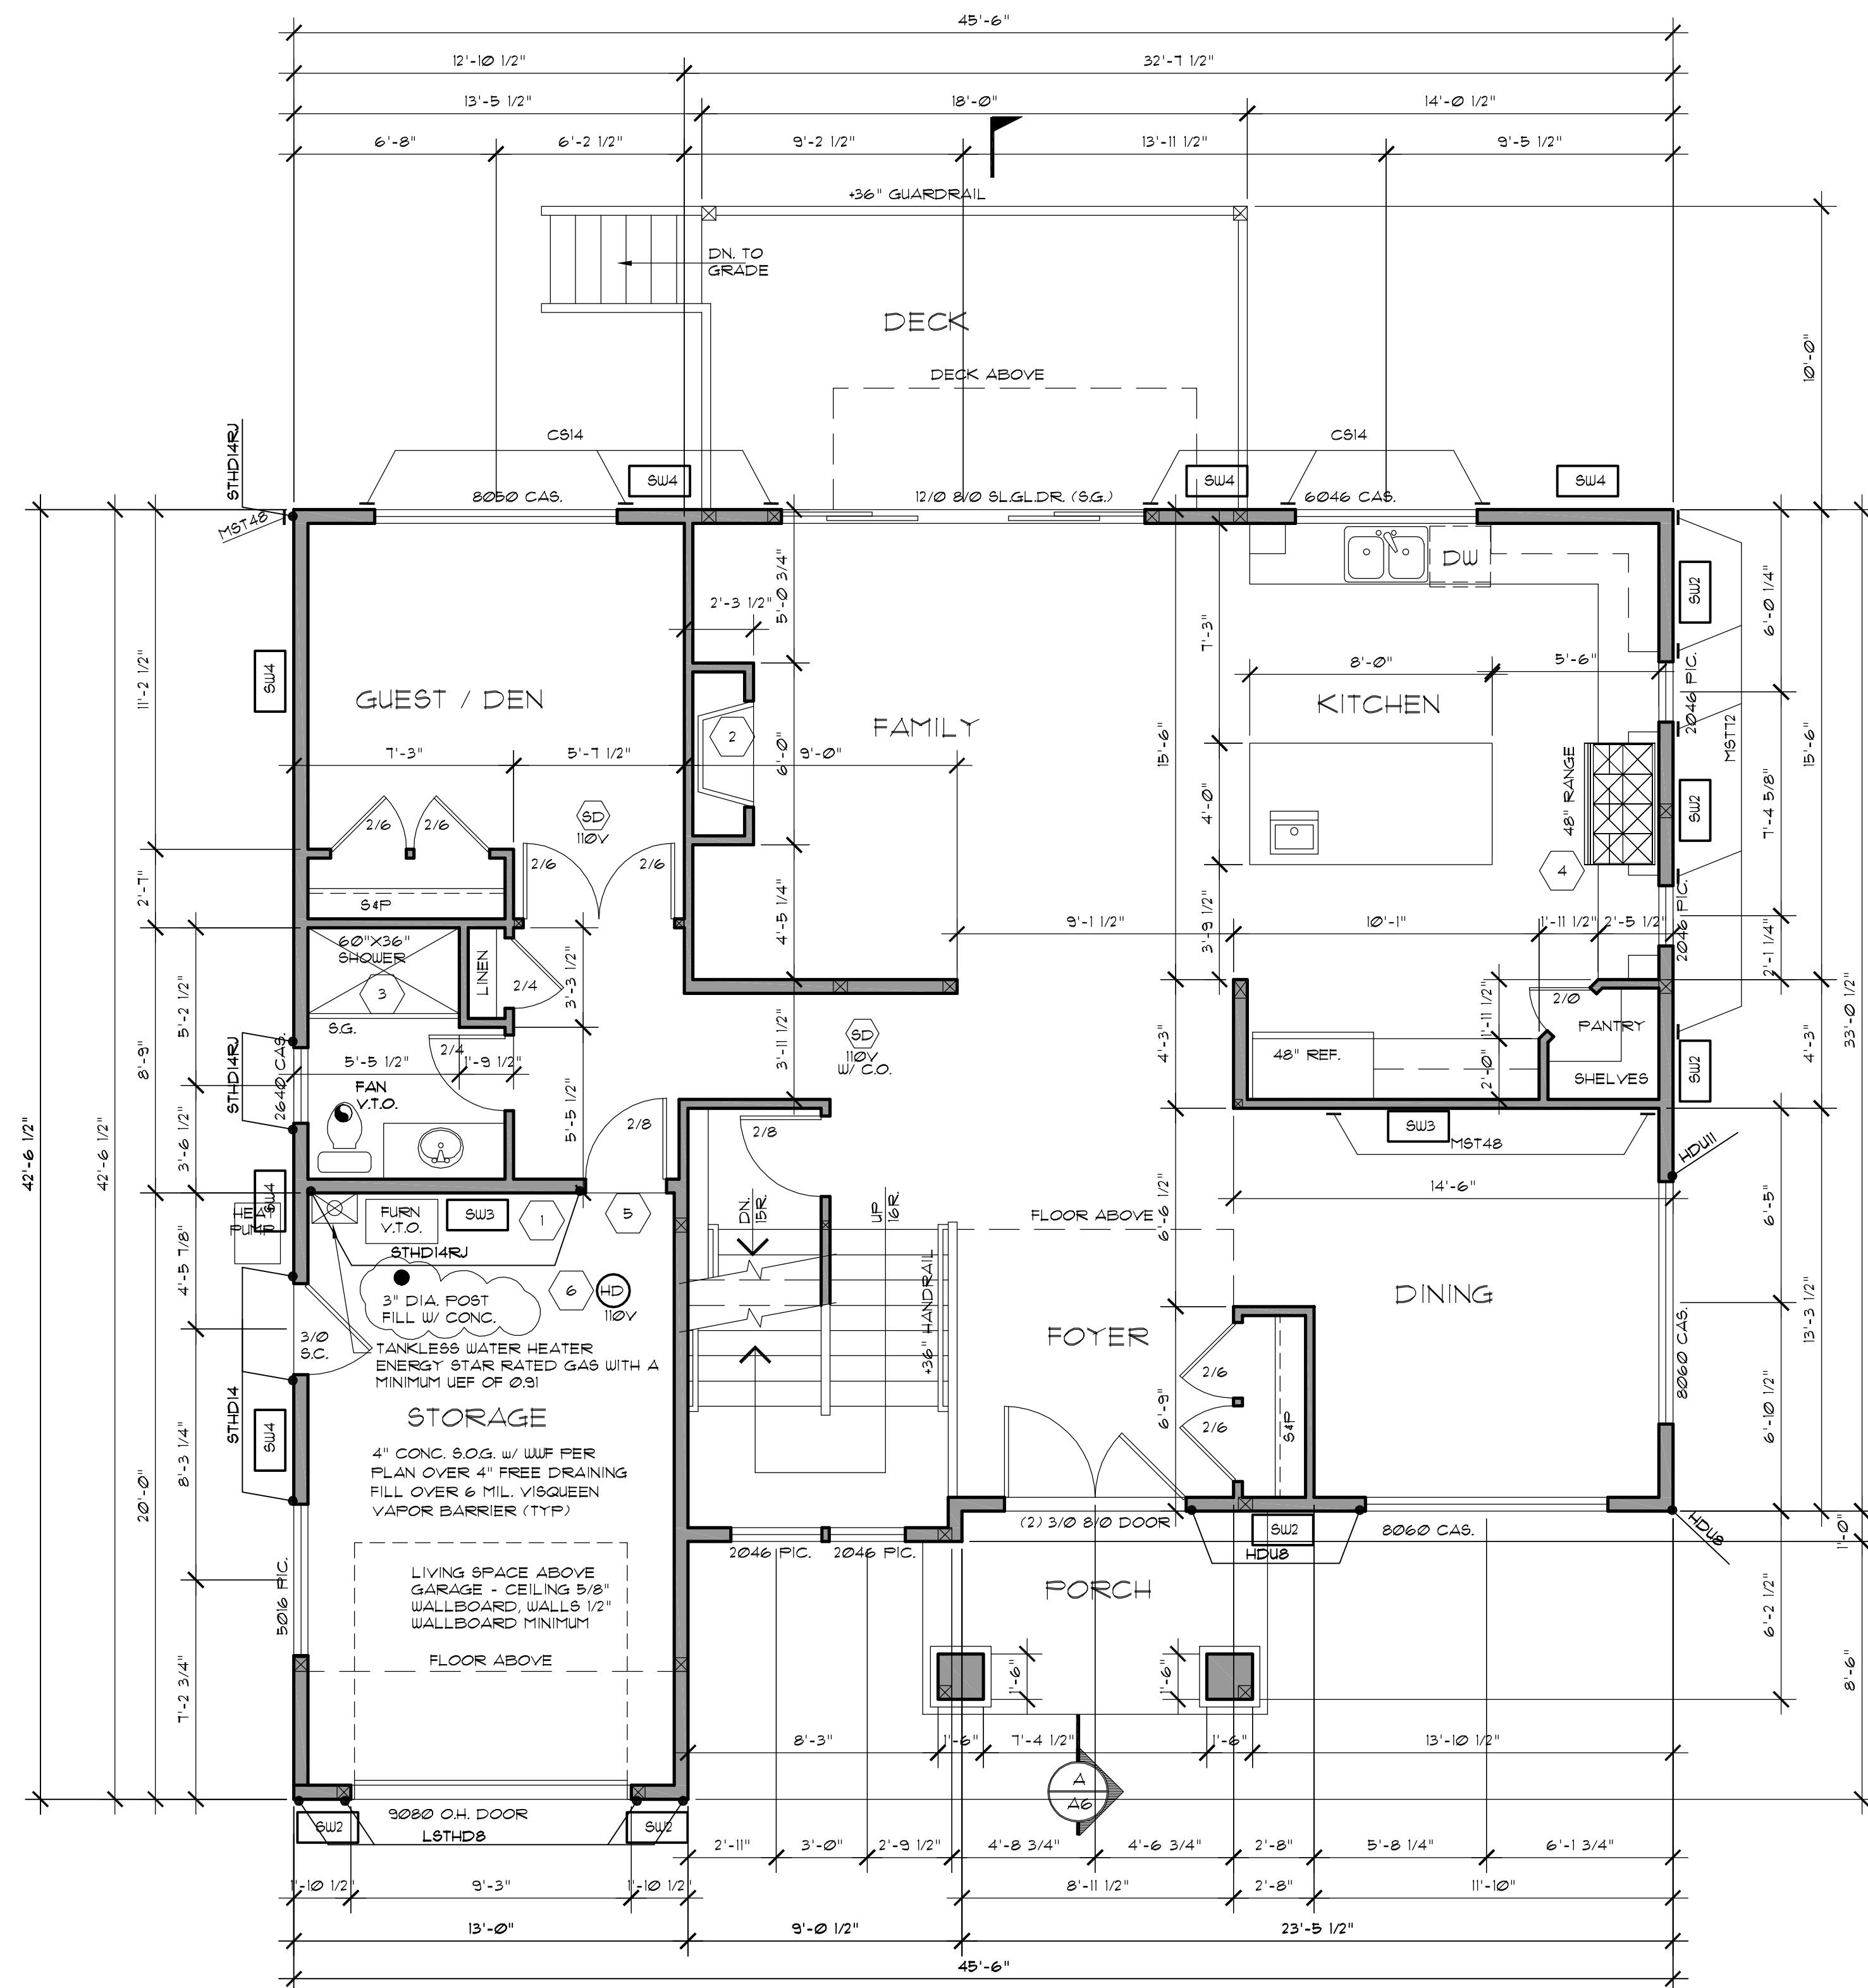 45'-6"
12'-10 1/2"
32'-7 1/2"
13'-5 1/2"
18'-0"
14'-0 1/2"
6'-8"
6'-2 1/2"
9'-2 1/2"
13'-11 1/2"
9'-5 1/2"
+36" GUARDRAIL
DN. TO
GRADE
DECK
10'-0"
DECK ABOVE
CS14
CS14
STHD14RJ
MST48
SW4
SW4
SW4
8050 CAS.
12/0 8/0 SL.GL.DR. (S.G.)
6046 CAS.
DW
5'-0 3/4"
2'-3 1/2"
7'-3"
SW2
6'-0 1/4"
8'-0"
5'-6"
2046 PIC.
SW4
11'-2 1/2"
GUEST / DEN
FAMILY
KITCHEN
2
MST72
7'-3"
5'-7 1/2"
6'-0"
9'-0"
15'-6"
15'-6"
4'-0"
48" RANGE
SW2
7'-4 5/8"
2/6
2/6
SD
110V
2/6
2/6
4
2'-7"
S&P
4'-5 1/4"
9'-1 1/2"
3'-9 1/2"
10'-1"
1'-11 1/2"
2'-5 1/2"
2046 PIC.
2'-1 1/4"
60"X36"
SHOWER
3
LINEN
2/4
3'-3 1/2"
5'-2 1/2"
S.G.
8'-9"
STHD14RJ
2640 CAS.
5'-5 1/2"
2/4
1'-9 1/2"
FAN
V.T.O.
3'-11 1/2"
SD
110V
W/ C.O.
4'-3"
48" REF.
1'-11 1/2"
2'-0"
2/0
PANTRY
SHELVES
SW2
4'-3"
33'-0 1/2"
3'-6 1/2"
5'-5 1/2"
2/8
2/8
SW3
MST48
HDU11
42'-6 1/2"
42'-6 1/2"
SW4
HEAT
PUMP
FURN
V.T.O.
SW3
1
5
STHD14RJ
DN.
15R.
UP
16R.
14'-6"
FLOOR ABOVE
6'-6 1/2"
6'-5"
4'-5 7/8"
3" DIA. POST
FILL W/ CONC.
6
HD
110V
+36" HANDRAIL
DINING
13'-3 1/2"
3/0
S.C.
TANKLESS WATER HEATER
ENERGY STAR RATED GAS WITH A
MINIMUM UEF OF 0.91
FOYER
2/6
2/6
S&P
6'-9"
8060 CAS.
6'-10 1/2"
STHD14
SW4
STORAGE
8'-3 1/4"
20'-0"
4" CONC. S.O.G. w/ WWF PER
PLAN OVER 4" FREE DRAINING
FILL OVER 6 MIL. VISQUEEN
VAPOR BARRIER (TYP)
(2) 3/0 8/0 DOOR
SW2
HDU8
8060 CAS.
HDU8
1'-0"
2046 PIC.
2046 PIC.
5016 PIC.
LIVING SPACE ABOVE
GARAGE - CEILING 5/8"
WALLBOARD, WALLS 1/2"
WALLBOARD MINIMUM
FLOOR ABOVE
PORCH
6'-2 1/2"
8'-6"
7'-2 3/4"
1'-6"
1'-6"
8'-3"
1'-6"
7'-4 1/2"
1'-6"
13'-10 1/2"
A
A6
SW2
9080 O.H. DOOR
LSTHD8
SW2
2'-11"
3'-0"
2'-9 1/2"
4'-8 3/4"
4'-6 3/4"
2'-8"
5'-8 1/4"
6'-1 3/4"
1'-10 1/2"
9'-3"
1'-10 1/2"
8'-11 1/2"
2'-8"
11'-10"
13'-0"
9'-0 1/2"
23'-5 1/2"
45'-6"